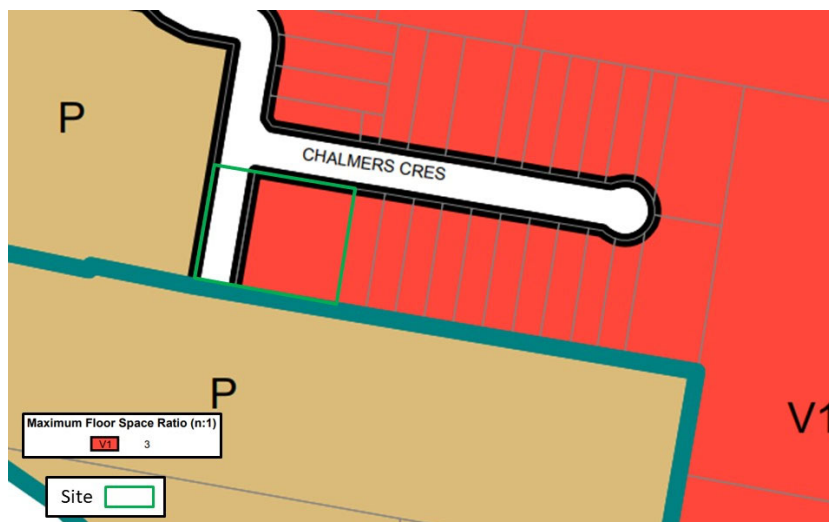 P
CHALMERS CRES
P
V1
Maximum Floor Space Ratio (n:1)
V1 3
Site